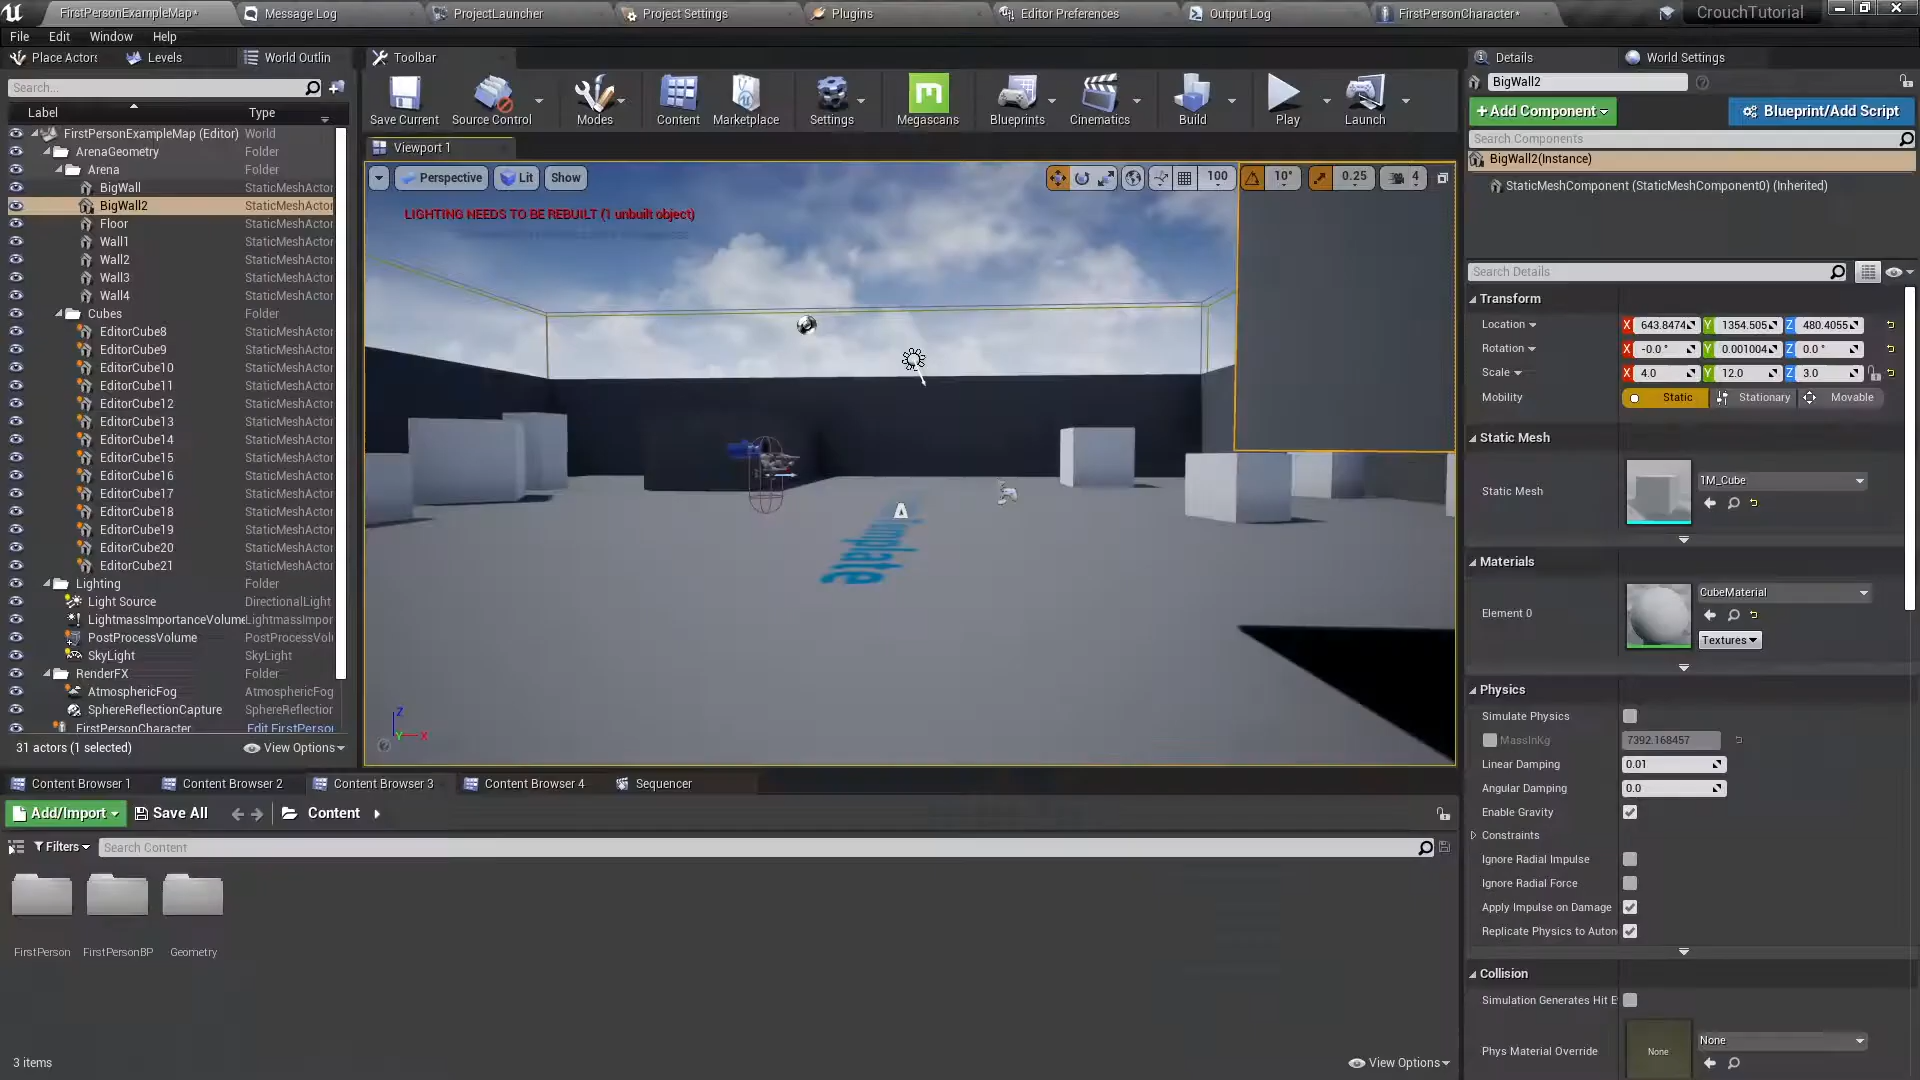 FirstPersonExampleMap*
Message Log
ProjectLauncher
Project Settings
Plugins
Editor Preferences
Output Log
FirstPersonCharacter*
CrouchTutorial
File
Edit
Window
Help
Place Actors
Levels
World Outlin
Toolbar
Details
World Settings
Search...
Save Current
Source Control
Modes
Content
Marketplace
Settings
Megascans
Blueprints
Cinematics
Build
Play
Launch
BigWall2
+Add Component
Blueprint/Add Script
Search Components
BigWall2(Instance)
StaticMeshComponent (StaticMeshComponent0) (Inherited)
Label
Type
FirstPersonExampleMap (Editor) World
ArenaGeometry Folder
Arena Folder
BigWall StaticMeshActor
BigWall2 StaticMeshActor
Floor StaticMeshActor
Wall1 StaticMeshActor
Wall2 StaticMeshActor
Wall3 StaticMeshActor
Wall4 StaticMeshActor
Cubes Folder
EditorCube8 StaticMeshActor
EditorCube9 StaticMeshActor
EditorCube10 StaticMeshActor
EditorCube11 StaticMeshActor
EditorCube12 StaticMeshActor
EditorCube13 StaticMeshActor
EditorCube14 StaticMeshActor
EditorCube15 StaticMeshActor
EditorCube16 StaticMeshActor
EditorCube17 StaticMeshActor
EditorCube18 StaticMeshActor
EditorCube19 StaticMeshActor
EditorCube20 StaticMeshActor
EditorCube21 StaticMeshActor
Lighting Folder
Light Source DirectionalLight
LightmassImportanceVolume LightmassImpor
PostProcessVolume PostProcessVol
SkyLight SkyLight
RenderFX Folder
AtmosphericFog AtmosphericFog
SphereReflectionCapture SphereReflection
FirstPersonCharacter Edit FirstPerso
31 actors (1 selected)
View Options
Viewport 1
Perspective
Lit
Show
100
10°
0.25
4
LIGHTING NEEDS TO BE REBUILT (1 unbuilt object)
Z
Y
X
Search Details
Transform
Location X 643.8474 Y 1354.505 Z 480.4055
Rotation X -0.0 ° Y 0.001004 Z 0.0 °
Scale X 4.0 Y 12.0 Z 3.0
Mobility Static Stationary Movable
Static Mesh
Static Mesh
1M_Cube
Materials
Element 0
CubeMaterial
Textures
Physics
Simulate Physics
MassInKg 7392.168457
Linear Damping 0.01
Angular Damping 0.0
Enable Gravity
Constraints
Ignore Radial Impulse
Ignore Radial Force
Apply Impulse on Damage
Replicate Physics to Auton
Collision
Simulation Generates Hit E
Phys Material Override
None
None
Content Browser 1
Content Browser 2
Content Browser 3
Content Browser 4
Sequencer
Add/Import
Save All
Content
Filters
Search Content
FirstPerson
FirstPersonBP
Geometry
3 items
View Options